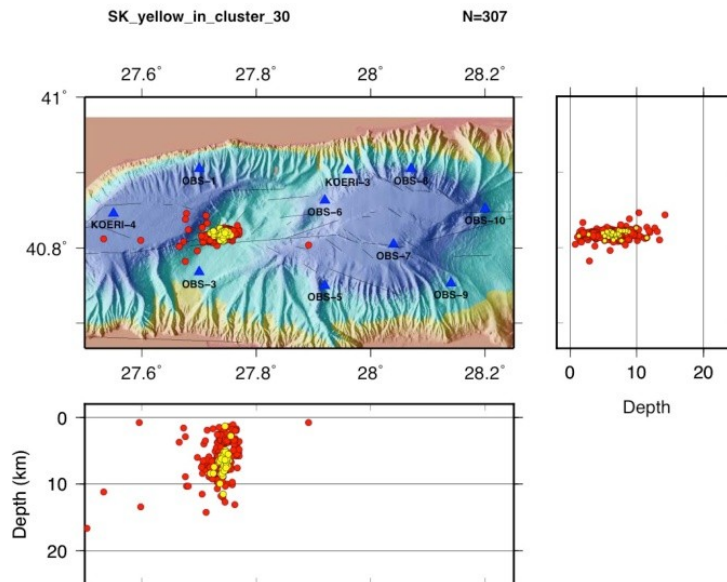 SK_yellow_in_cluster_30 N=307
27.6° 27.8° 28° 28.2°
41°
OBS-1
KOERI-3
OBS-8
KOERI-4
OBS-6
OBS-10
40.8°
OBS-7
OBS-3
OBS-5
OBS-9
27.6° 27.8° 28° 28.2°
0 10 20
Depth
0
10
20
Depth (km)